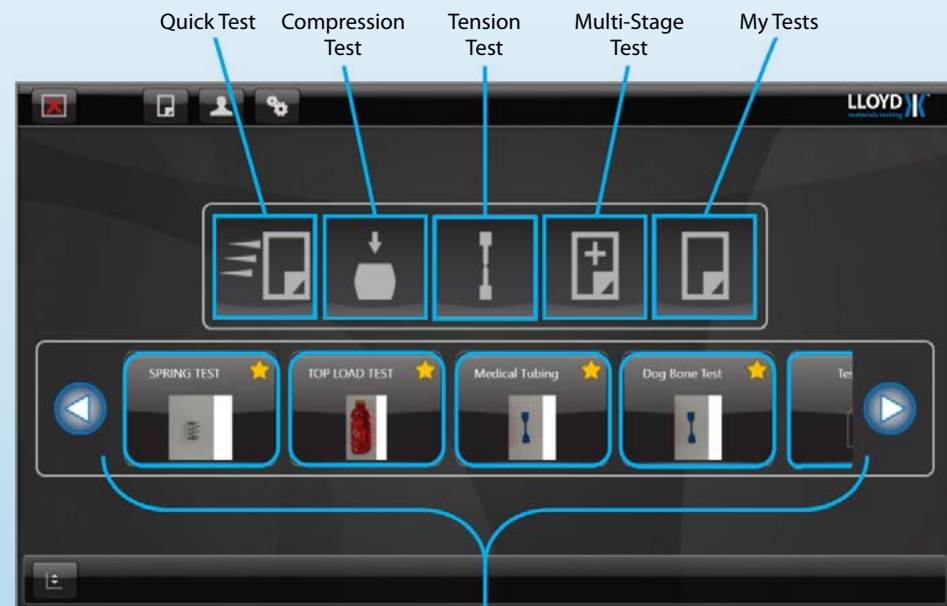 Quick Test
Compression
Test
Tension
Test
Multi-Stage
Test
My Tests
LLOYD
materials testing
SPRING TEST
TOP LOAD TEST
Medical Tubing
Dog Bone Test